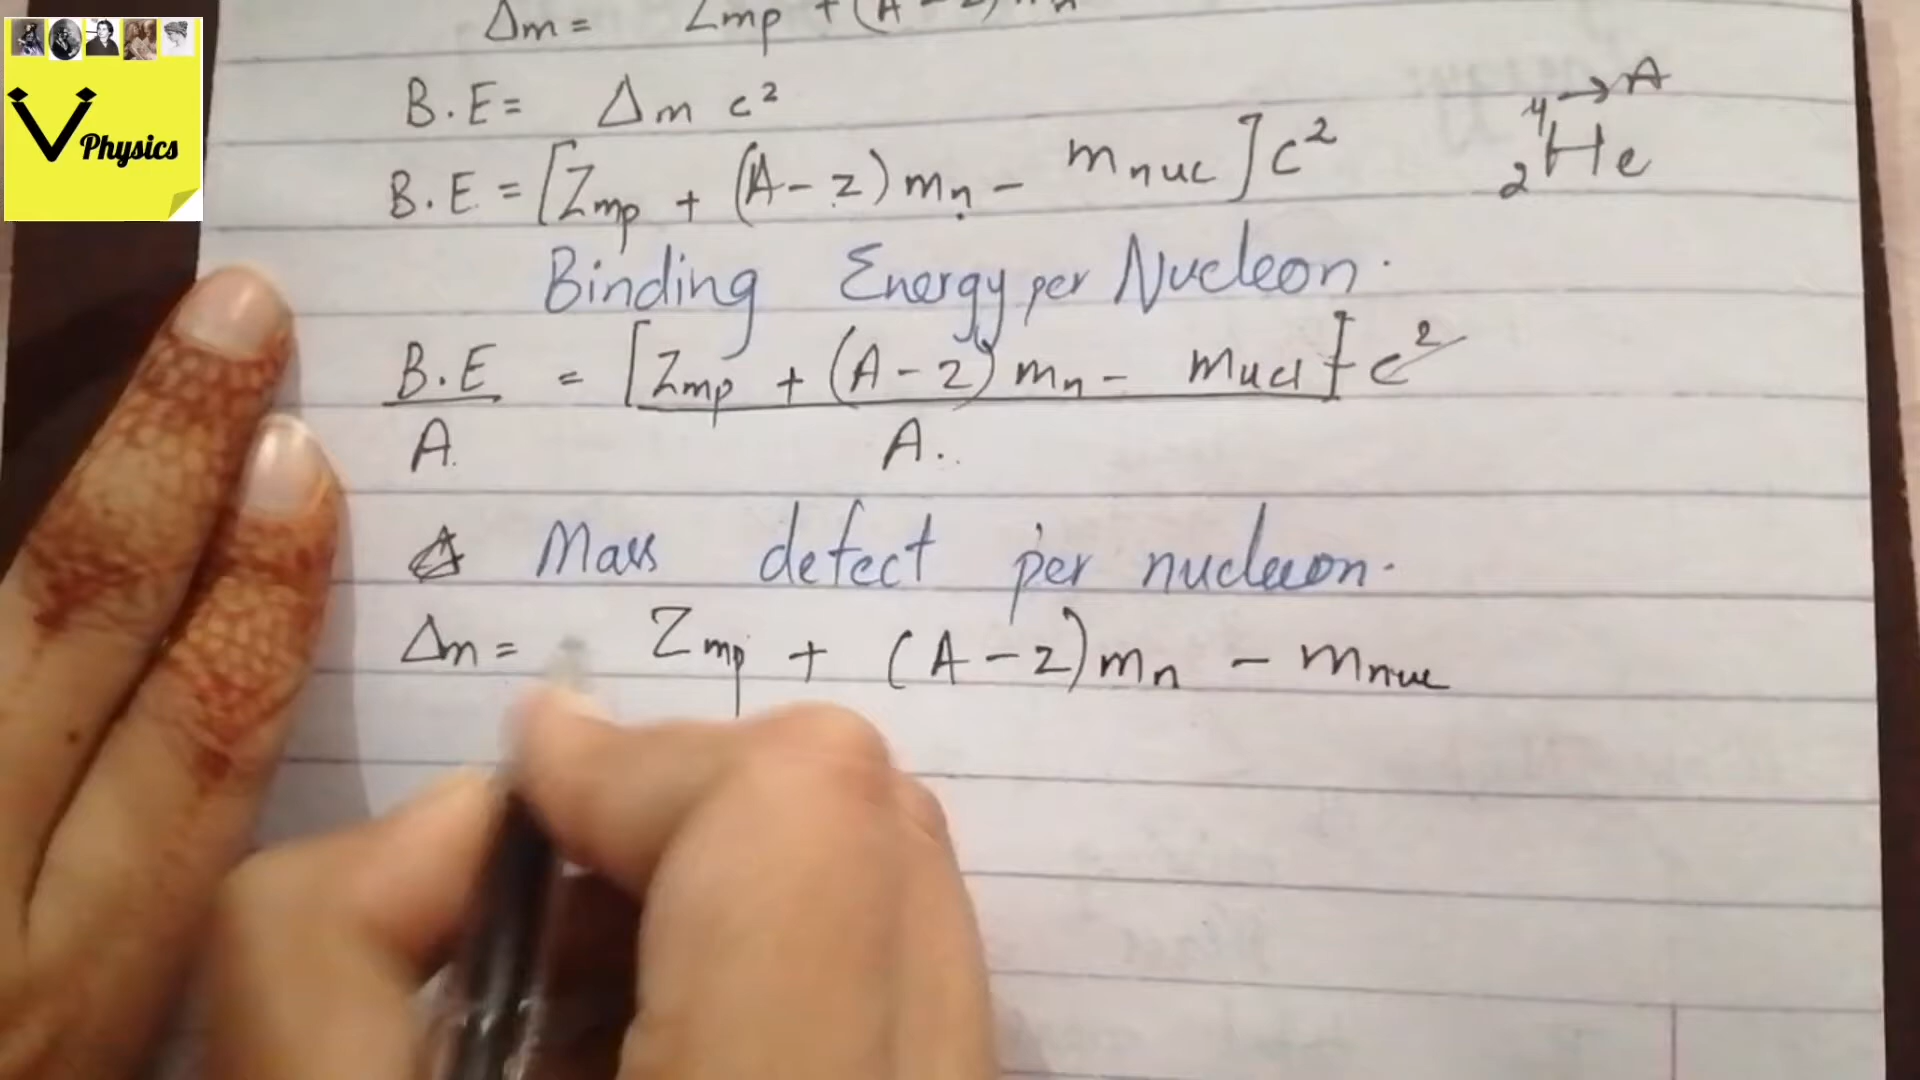 Δm = Zmp + (A - Z)mn
B.E = Δm c²
4 → A
B.E = [Zmp + (A - z)mn - mnuc]c²
2He
V Physics
Binding Energy per Nucleon.
B.E = [Zmp + (A - z)mn - mucl] c²
A. A.
Mass defect per nucleon.
Δm = Zmp + (A - z)mn - mnuc